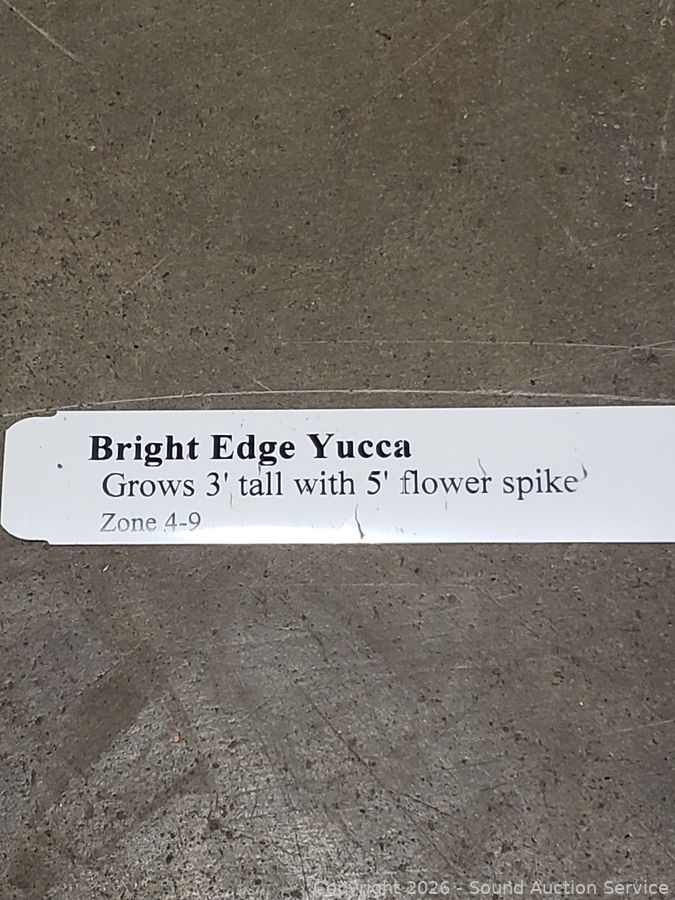 Bright Edge Yucca
Grows 3' tall with 5' flower spike
Zone 4-9
Copyright 2026 - Sound Auction Service